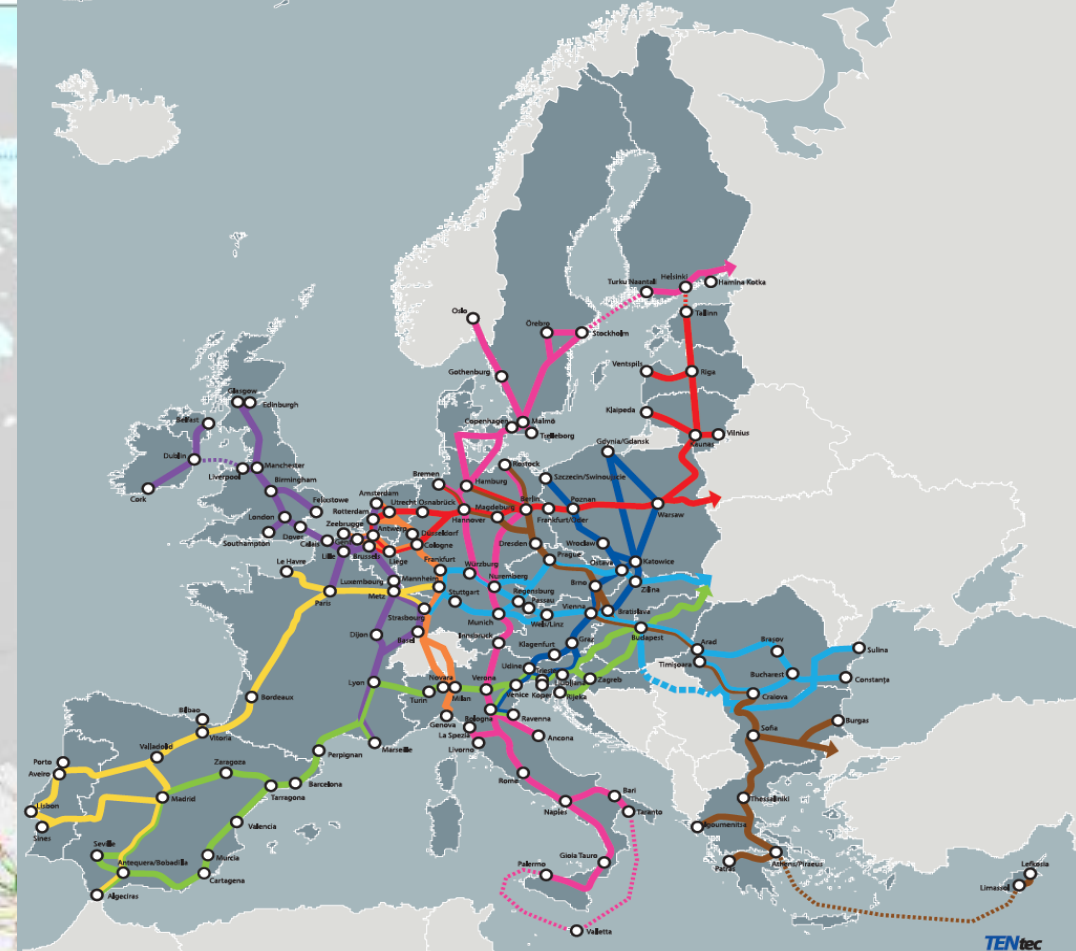 Helsinki
Turku Naantali
Hamina Kotka
Oslo
Örebro
Stockholm
Tallinn
Ventspils
Riga
Gothenburg
Klaipeda
Glasgow
Edinburgh
Belfast
Copenhagen
Malmö
Trelleborg
Vilnius
Kaunas
Gdynia/Gdansk
Dublin
Manchester
Liverpool
Birmingham
Cork
Rostock
Szczecin/Swinoujscie
Bremen
Hamburg
Felixstowe
Amsterdam
Utrecht
Osnabrück
Berlin
Poznan
Warsaw
London
Rotterdam
Hannover
Magdeburg
Frankfurt/Oder
Zeebrugge
Antwerp
Düsseldorf
Southampton
Dover
Calais
Cologne
Dresden
Wrocław
Lille
Brussels
Liege
Prague
Ostava
Katowice
Le Havre
Frankfurt
Würzburg
Luxembourg
Mannheim
Nuremberg
Brno
Zilina
Paris
Metz
Stuttgart
Regensburg
Passau
Strasbourg
Munich
Wels/Linz
Vienna
Bratislava
Dijon
Basel
Innsbruck
Graz
Budapest
Klagenfurt
Arad
Braşov
Sulina
Timişoara
Udine
Lyon
Novara
Verona
Ljubljana
Zagreb
Bucharest
Constanţa
Turin
Milan
Venice
Koper
Rijeka
Craiova
Bordeaux
Genova
Bologna
Ravenna
Bilbao
Vitoria
La Spezia
Ancona
Sofia
Burgas
Valladolid
Marseille
Livorno
Perpignan
Porto
Aveiro
Zaragoza
Roma
Barcelona
Madrid
Tarragona
Bari
Thessaloniki
Lisbon
Naples
Taranto
Sines
Valencia
Igoumenitsa
Seville
Murcia
Antequera/Bobadilla
Gioia Tauro
Athens/Piraeus
Patras
Palermo
Lefkosia
Cartagena
Limassol
Algeciras
Valletta
TENtec